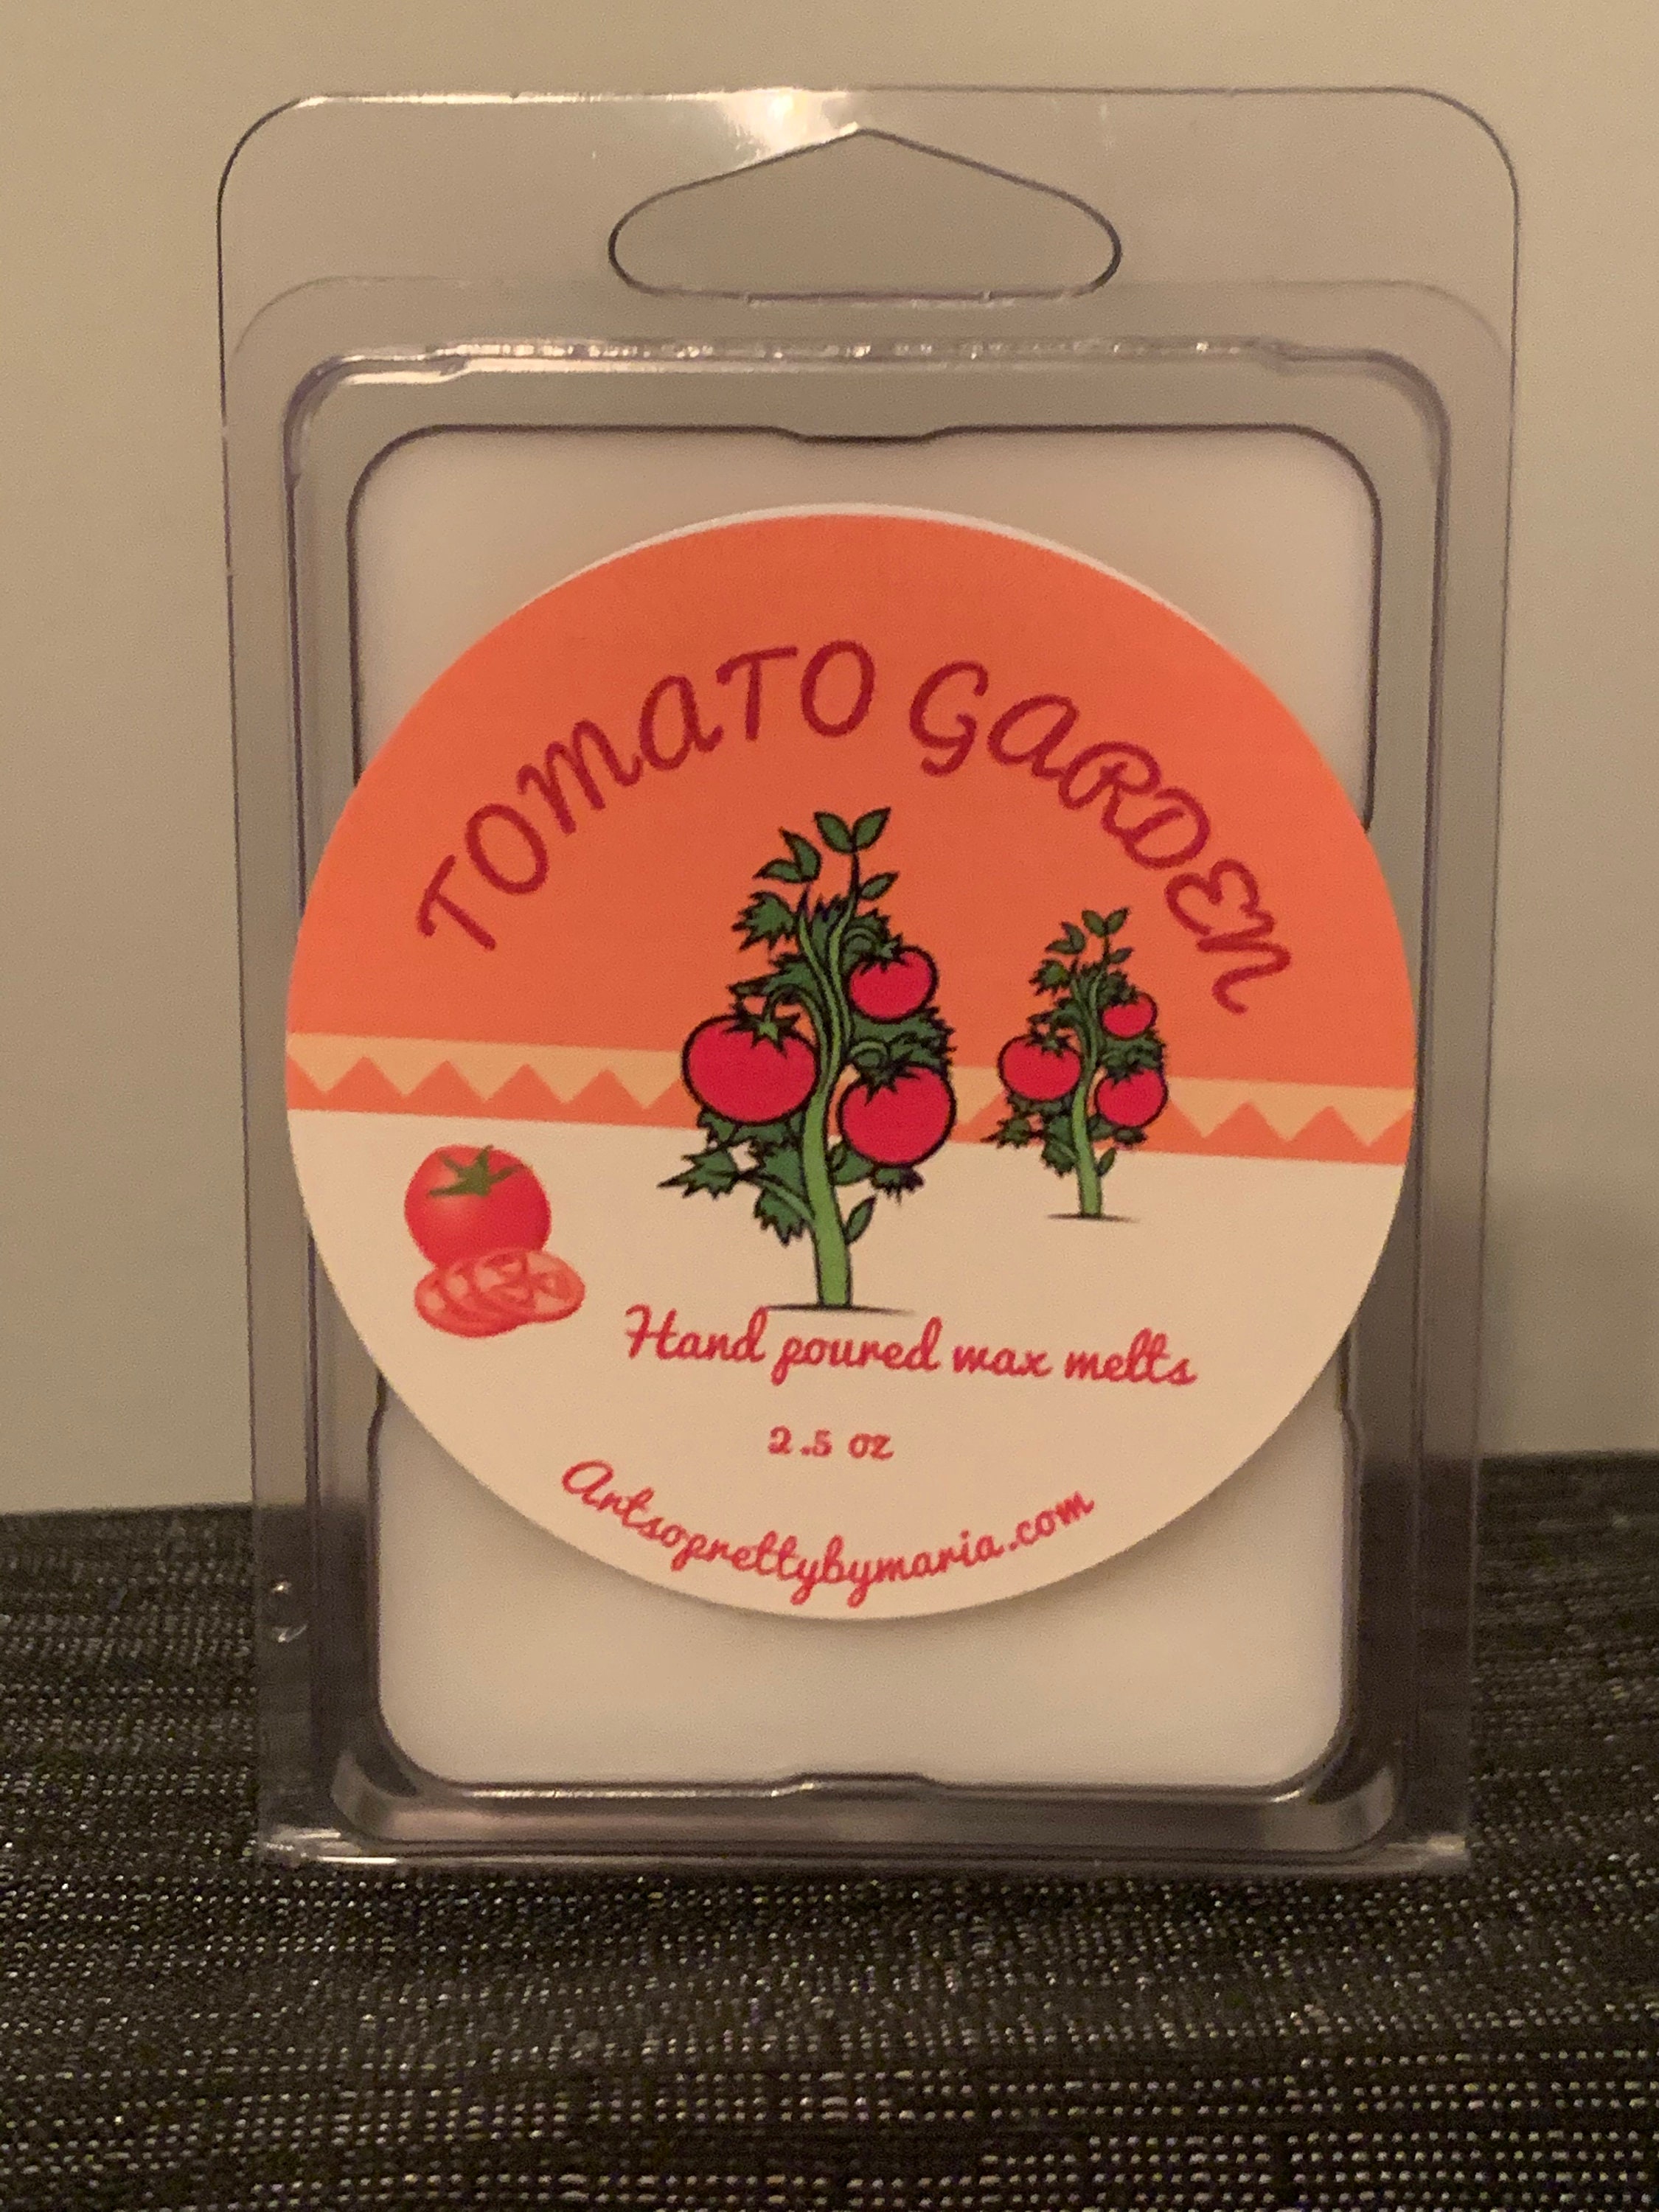 TOMATO GARDEN
Hand poured wax melts
2.5 oz
Artsoprettybymaria.com